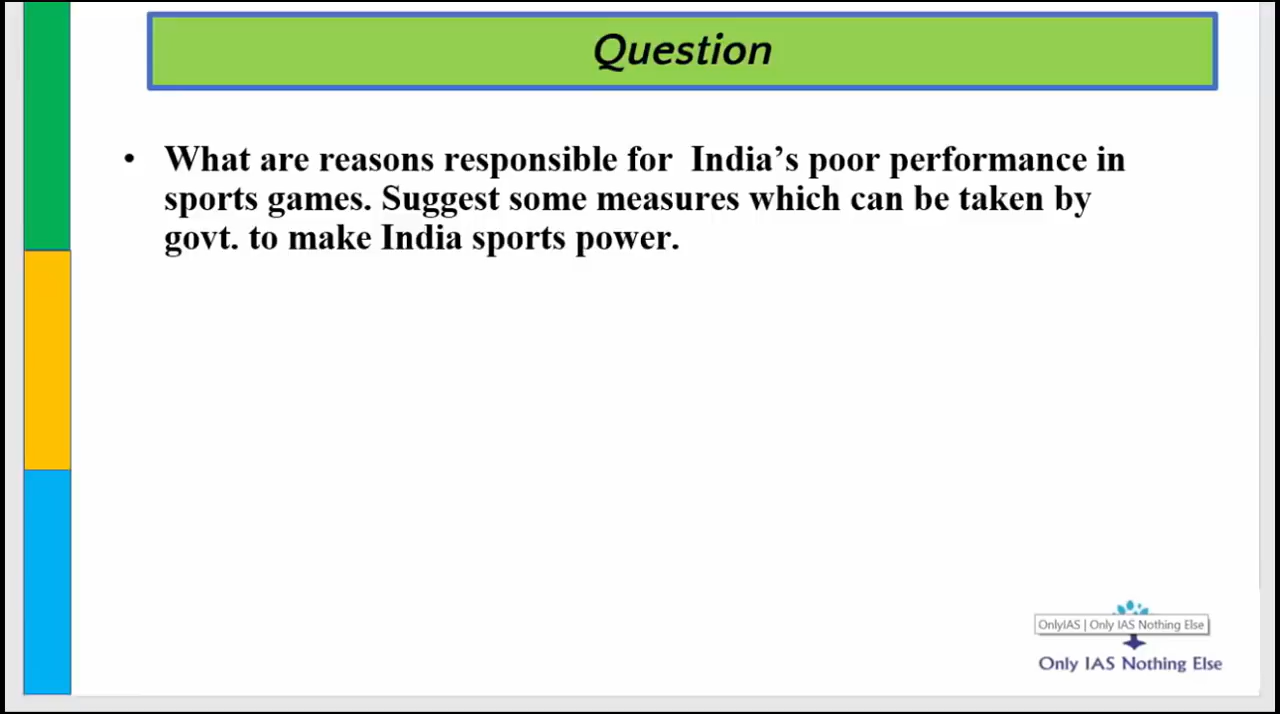 Question
• What are reasons responsible for India's poor performance in
sports games. Suggest some measures which can be taken by
govt. to make India sports power.
OnlyIAS | Only IAS Nothing Else
Only IAS Nothing Else